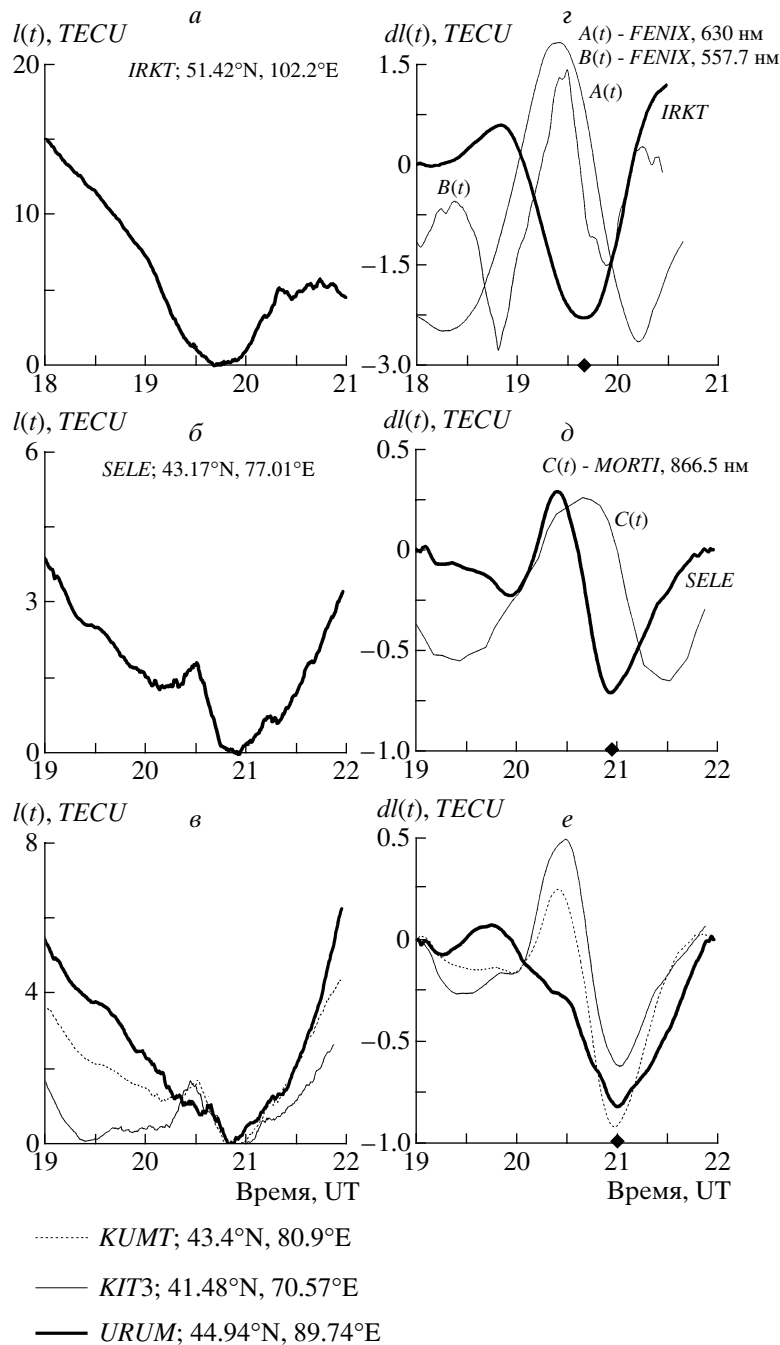 l(t), TECU
а
IRKT; 51.42°N, 102.2°E
20
10
0
18 19 20 21
dl(t), TECU
г
A(t) - FENIX, 630 нм
B(t) - FENIX, 557.7 нм
A(t)
IRKT
B(t)
1.5
0
−1.5
−3.0
18 19 20 21
l(t), TECU
б
SELE; 43.17°N, 77.01°E
6
3
0
19 20 21 22
dl(t), TECU
д
C(t) - MORTI, 866.5 нм
C(t)
SELE
0.5
0
−0.5
−1.0
19 20 21 22
l(t), TECU
в
8
4
0
19 20 21 22
Время, UT
dl(t), TECU
е
0.5
0
−0.5
−1.0
19 20 21 22
Время, UT
KUMT; 43.4°N, 80.9°E
KIT3; 41.48°N, 70.57°E
URUM; 44.94°N, 89.74°E